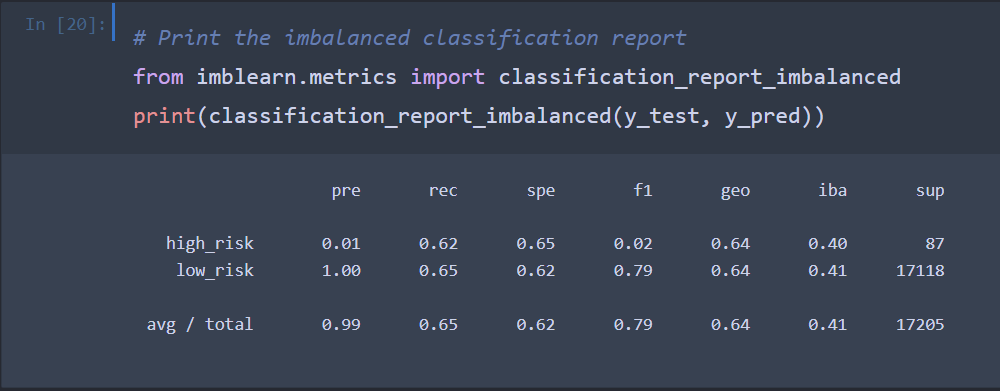 In [20]:
# Print the imbalanced classification report
from imblearn.metrics import classification_report_imbalanced
print(classification_report_imbalanced(y_test, y_pred))
pre rec spe f1 geo iba sup
high_risk 0.01 0.62 0.65 0.02 0.64 0.40 87
low_risk 1.00 0.65 0.62 0.79 0.64 0.41 17118
avg / total 0.99 0.65 0.62 0.79 0.64 0.41 17205